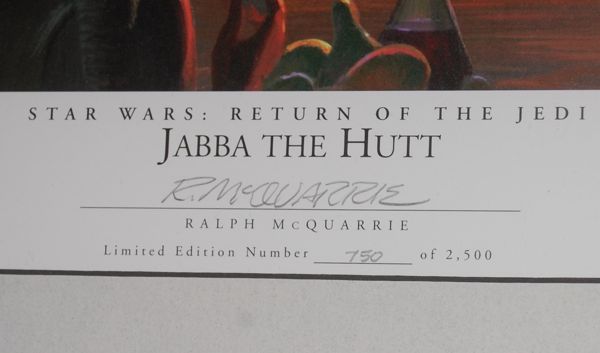 STAR WARS: RETURN OF THE JEDI
JABBA THE HUTT
R. McQUARRIE
RALPH MCQUARRIE
Limited Edition Number 750 of 2,500